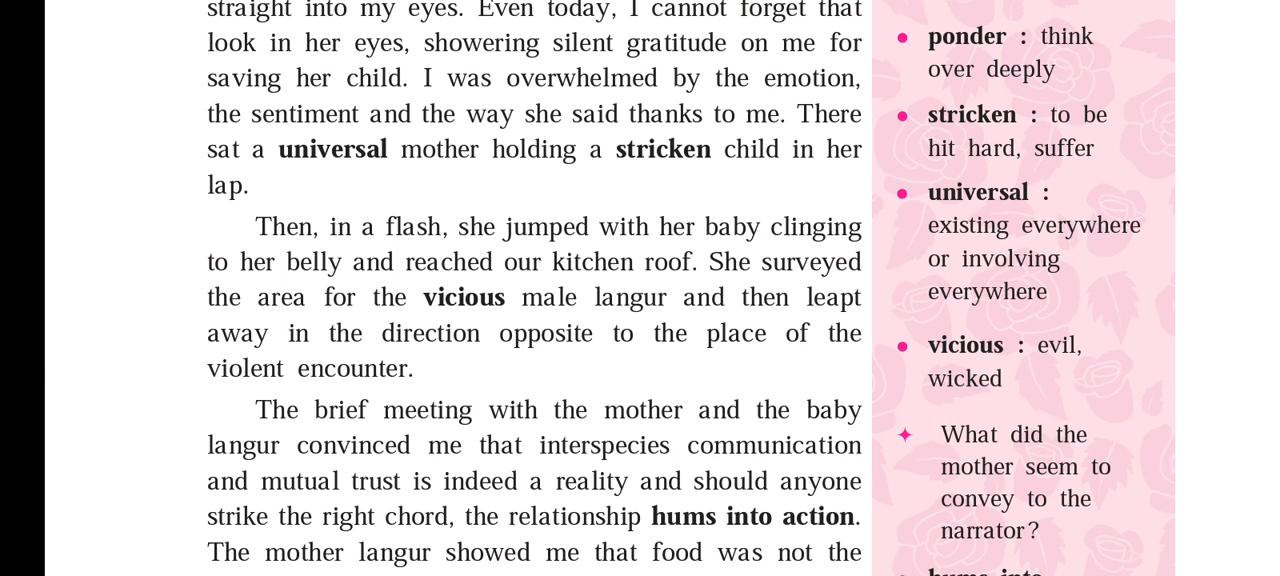 straight into my eyes. Even today, I cannot forget that
look in her eyes, showering silent gratitude on me for
saving her child. I was overwhelmed by the emotion,
the sentiment and the way she said thanks to me. There
sat a universal mother holding a stricken child in her
lap.
Then, in a flash, she jumped with her baby clinging
to her belly and reached our kitchen roof. She surveyed
the area for the vicious male langur and then leapt
away in the direction opposite to the place of the
violent encounter.
The brief meeting with the mother and the baby
langur convinced me that interspecies communication
and mutual trust is indeed a reality and should anyone
strike the right chord, the relationship hums into action.
The mother langur showed me that food was not the
• ponder : think
over deeply
• stricken : to be
hit hard, suffer
• universal :
existing everywhere
or involving
everywhere
• vicious : evil,
wicked
✦ What did the
mother seem to
convey to the
narrator?
• hums into